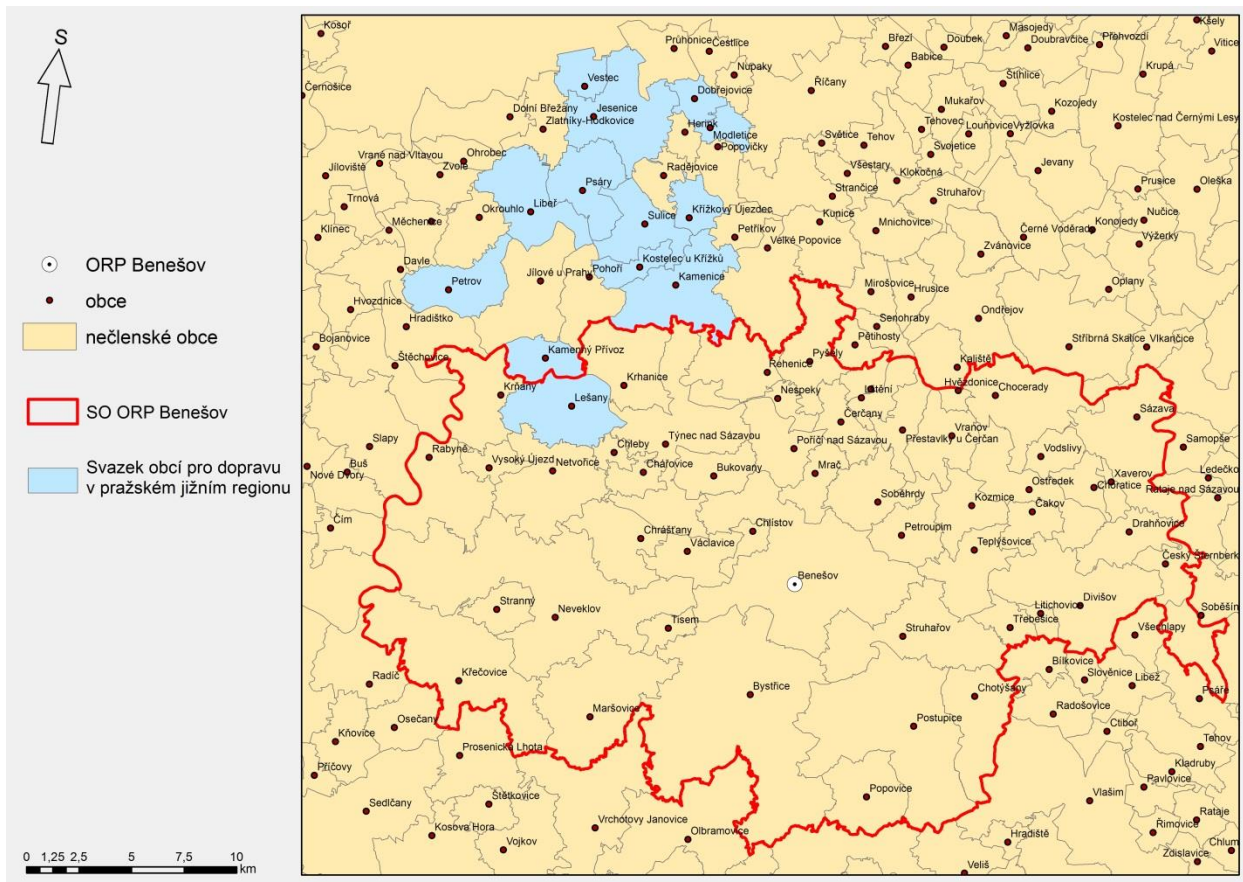 S
ORP Benešov
obce
nečlenské obce
SO ORP Benešov
Svazek obcí pro dopravu
v pražském jižním regionu
0 1,25 2,5 5 7,5 10
km
Kosoř
Průhonice
Čestlice
Březí
Doubek
Masojedy
Doubravčice
Přehvozdí
Kšely
Vitice
Babice
Nupaky
Černošice
Vestec
Dobřejovice
Říčany
Štíhlice
Krupá
Dolní Břežany
Jesenice
Zlatníky-Hodkovice
Herink
Modletice
Popovičky
Mukařov
Tehovec
Louňovice
Vyžlovka
Kozojedy
Kostelec nad Černými Lesy
Světice
Tehov
Svojetice
Vrané nad Vltavou
Ohrobec
Jíloviště
Zvole
Radějovice
Všestary
Klokočná
Jevany
Trnová
Psáry
Strančice
Struhařov
Prusice
Oleška
Měchenice
Okrouhlo
Libeř
Sulice
Křížkový Újezdec
Klínec
Petříkov
Kunice
Mnichovice
Velké Popovice
Zvánovice
Černé Voděrady
Konojedy
Nučice
Výžerky
Davle
Petrov
Jílové u Prahy
Pohoří
Kostelec u Křížků
Kamenice
Mirošovice
Hrusice
Oplany
Hvozdnice
Hradištko
Senohraby
Ondřejov
Bojanovice
Štěchovice
Kamenný Přívoz
Pětihosty
Pyšely
Řehenice
Kaliště
Stříbrná Skalice
Vlkančice
Krňany
Lešany
Krhanice
Nespeky
Lštění
Hvězdonice
Chocerady
Čerčany
Sázava
Slapy
Rabyně
Chleby
Týnec nad Sázavou
Poříčí nad Sázavou
Přestavlky u Čerčan
Vranov
Vodslivy
Samopše
Nové Dvory
Buš
Vysoký Újezd
Netvořice
Chářovice
Bukovany
Mrač
Ostředek
Choratice
Xaverov
Ledečko
Rataje nad Sázavou
Čím
Soběhrdy
Kozmice
Čakov
Chrášťany
Václavice
Chlístov
Petroupim
Teplýšovice
Drahňovice
Český Šternberk
Benešov
Stranný
Neveklov
Tisem
Struhařov
Litichovice
Divišov
Třebešice
Všechlapy
Soběšín
Radíč
Křečovice
Bystřice
Chotýšany
Bílkovice
Slověnice
Libež
Psáře
Osečany
Maršovice
Postupice
Radošovice
Ctiboř
Kňovice
Prosenická Lhota
Tehov
Příčovy
Kladruby
Pavlovice
Sedlčany
Štětkovice
Popovice
Vlašim
Kosova Hora
Vojkov
Vrchotovy Janovice
Olbramovice
Hradiště
Řimovice
Rataje
Zdislavice
Chlum
Veliš